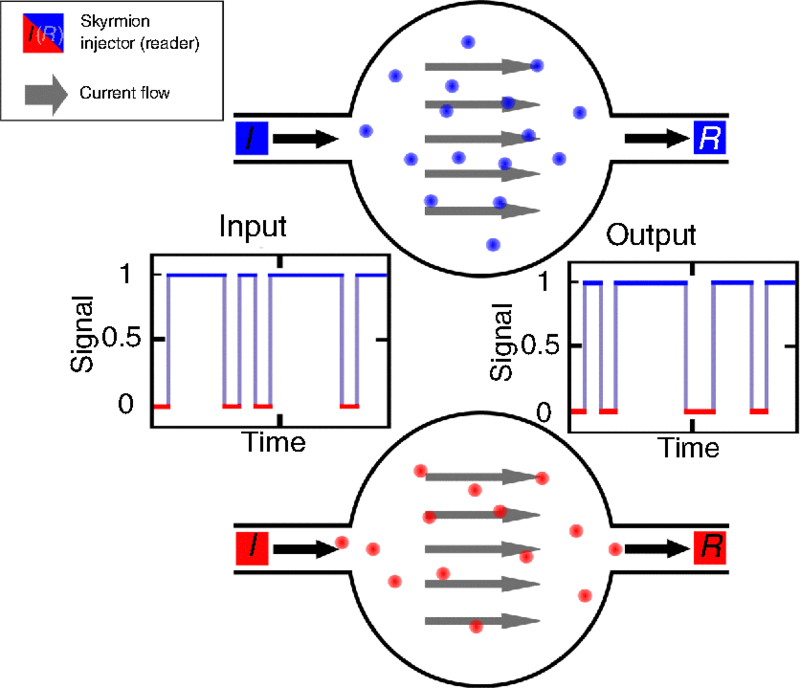 I(R)
Skyrmion
injector (reader)
Current flow
I
R
Input
Output
1
0.5
0
Signal
Time
1
0.5
0
Signal
Time
I
R